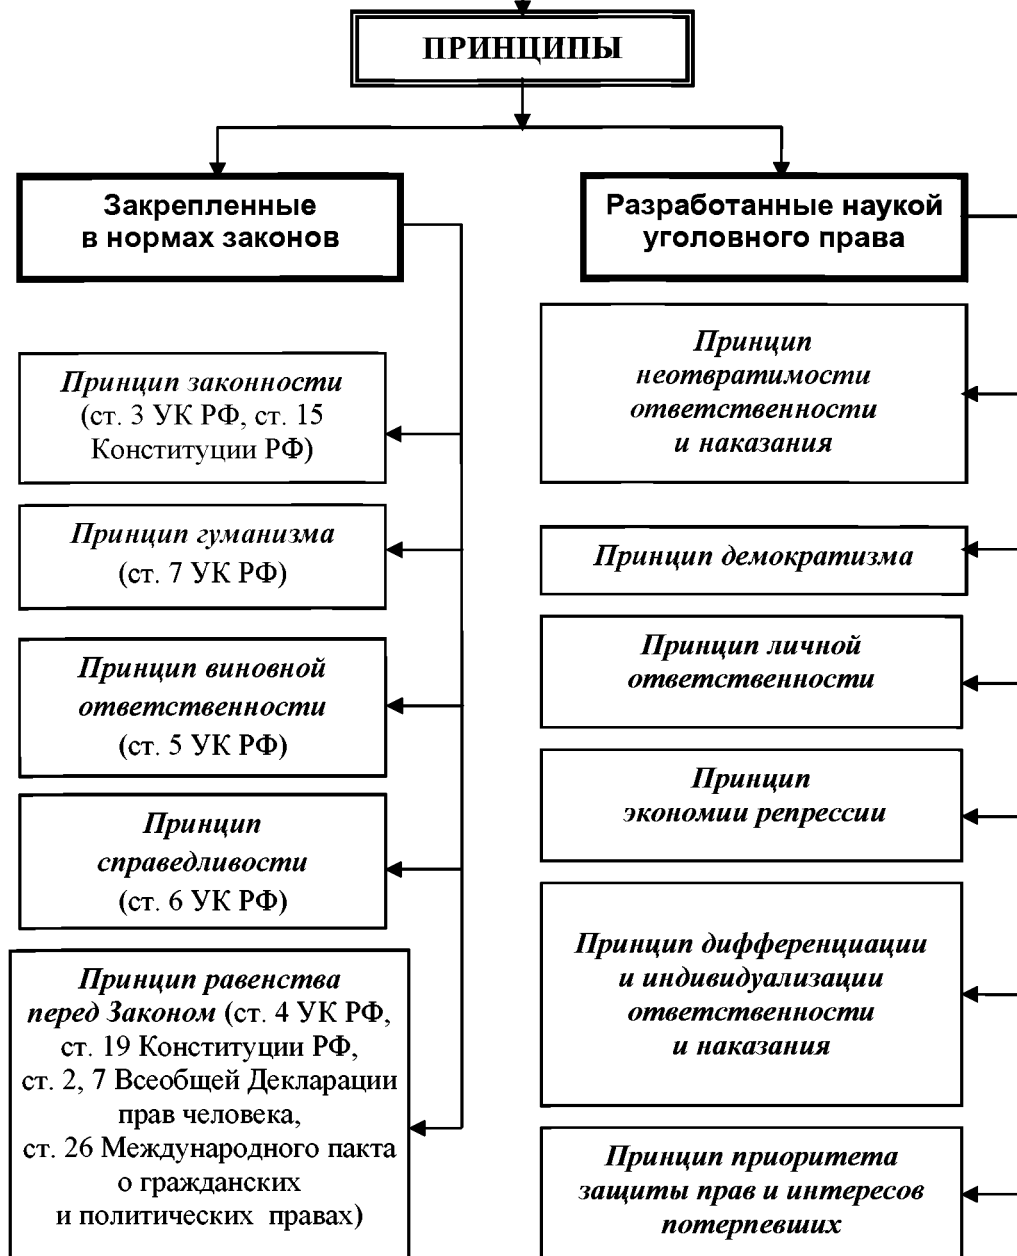 ПРИНЦИПЫ
Закрепленные
в нормах законов
Принцип законности
(ст. 3 УК РФ, ст. 15
Конституции РФ)
Принцип гуманизма
(ст. 7 УК РФ)
Принцип виновной
ответственности
(ст. 5 УК РФ)
Принцип
справедливости
(ст. 6 УК РФ)
Принцип равенства
перед Законом (ст. 4 УК РФ,
ст. 19 Конституции РФ,
ст. 2, 7 Всеобщей Декларации
прав человека,
ст. 26 Международного пакта
о гражданских
и политических правах)
Разработанные наукой
уголовного права
Принцип
неотвратимости
ответственности
и наказания
Принцип демократизма
Принцип личной
ответственности
Принцип
экономии репрессии
Принцип дифференциации
и индивидуализации
ответственности
и наказания
Принцип приоритета
защиты прав и интересов
потерпевших